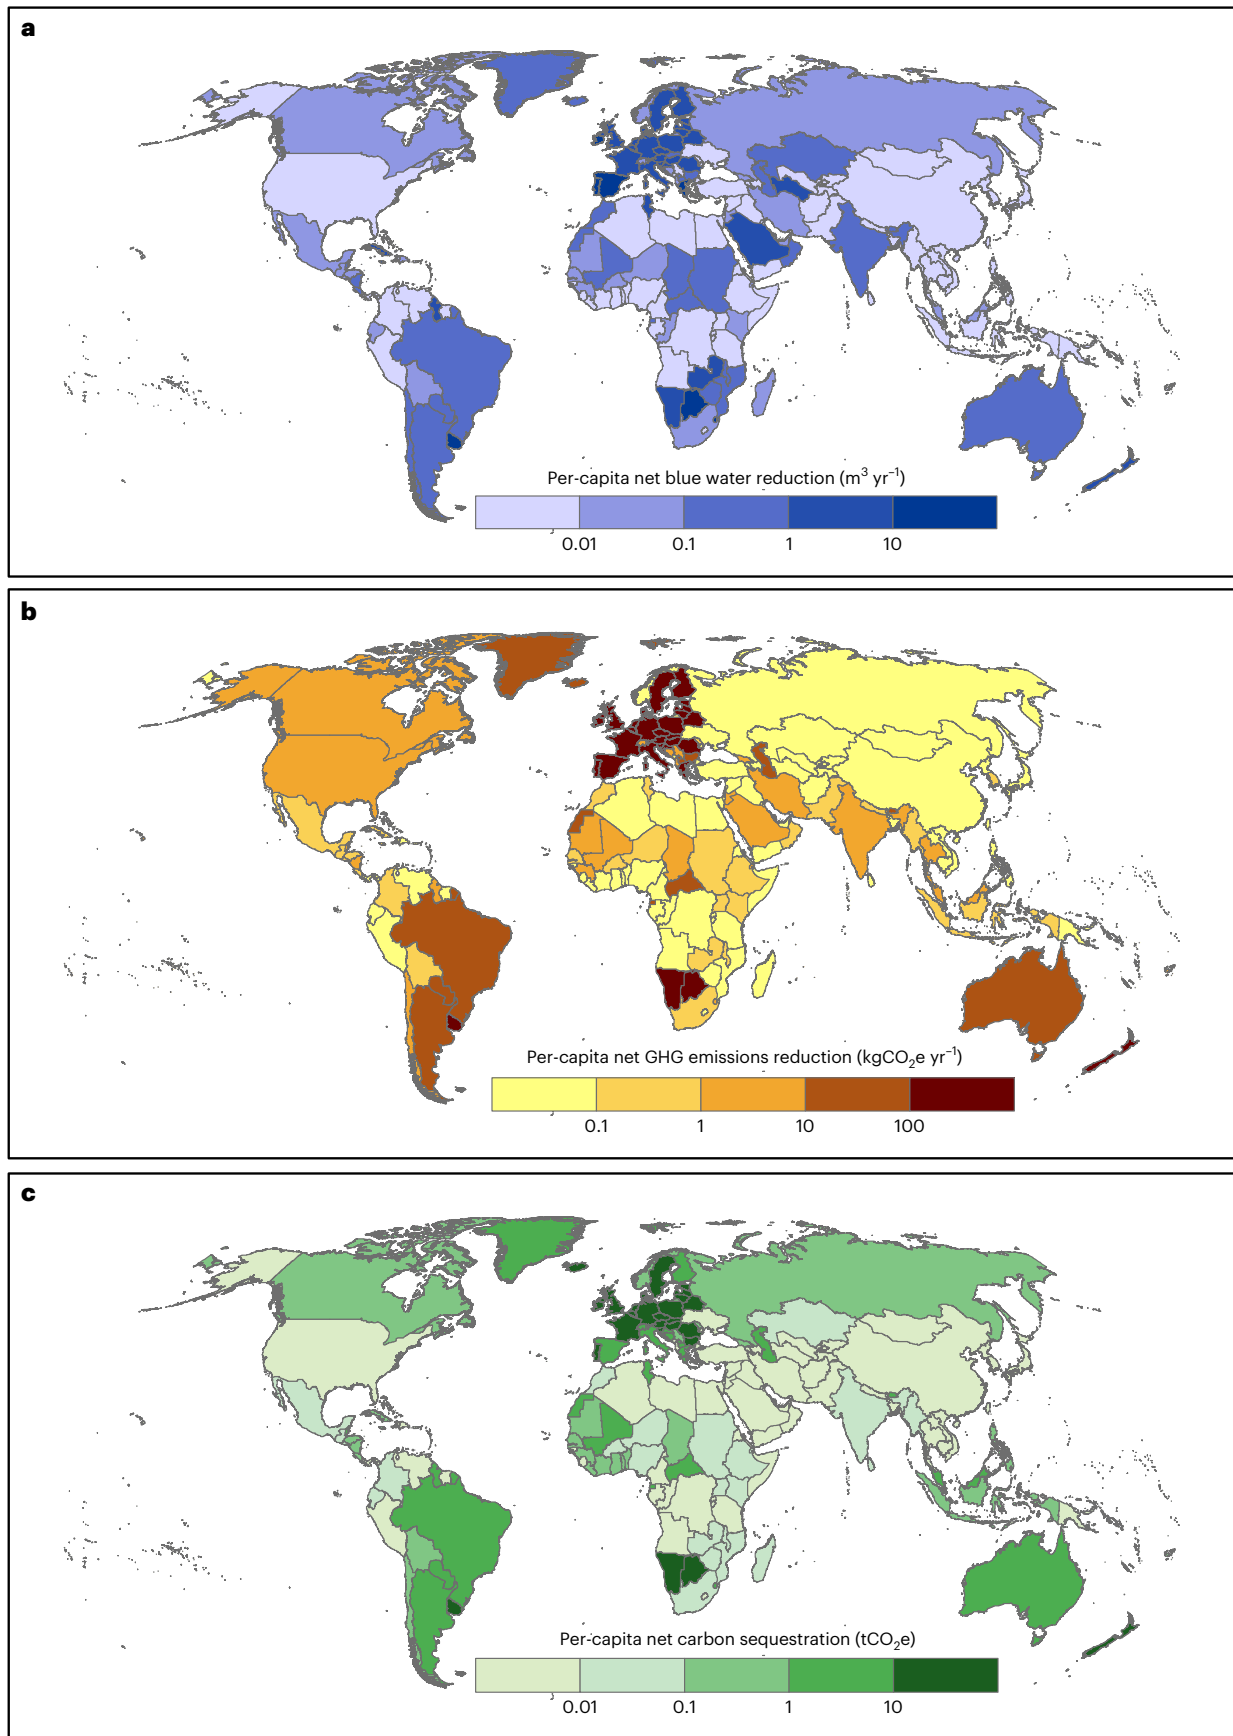 a
Per-capita net blue water reduction (m³ yr⁻¹)
0.01 0.1 1 10
b
Per-capita net GHG emissions reduction (kgCO₂e yr⁻¹)
0.1 1 10 100
c
Per-capita net carbon sequestration (tCO₂e)
0.01 0.1 1 10